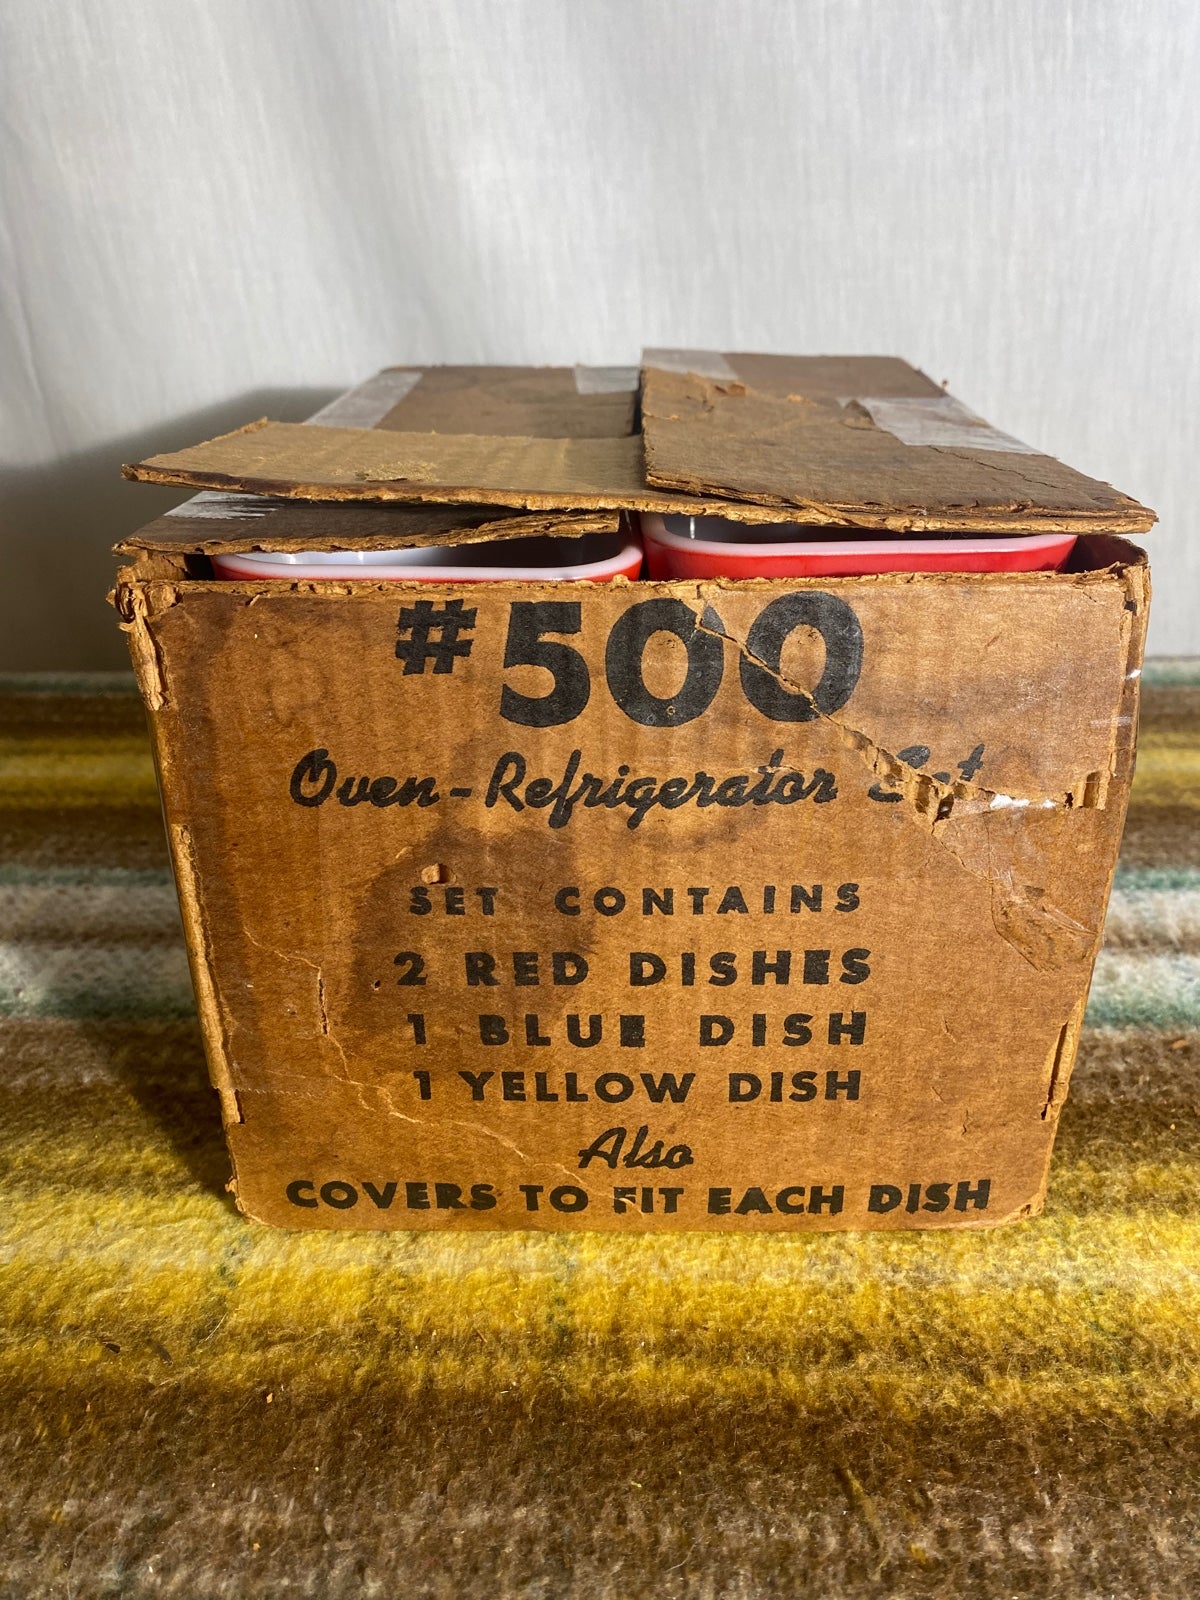 #500
Oven-Refrigerator Set
SET CONTAINS
2 RED DISHES
1 BLUE DISH
1 YELLOW DISH
Also
COVERS TO FIT EACH DISH